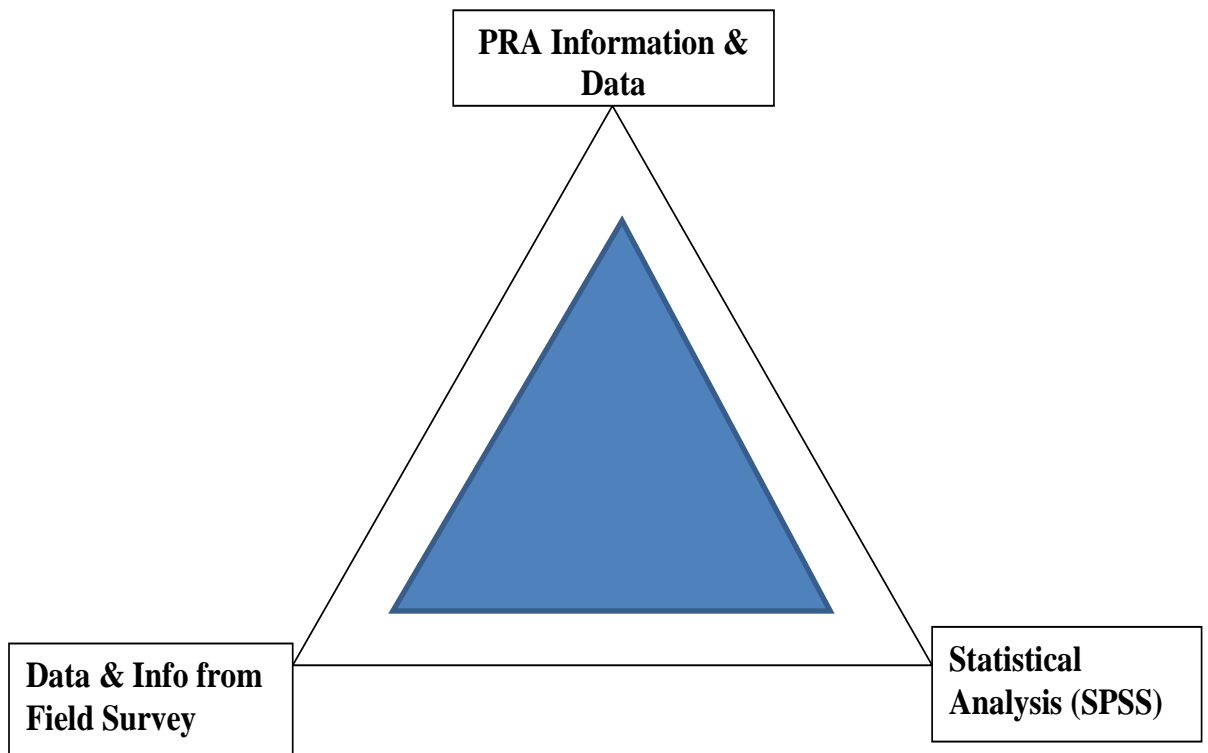 PRA Information &
Data
Data & Info from
Field Survey
Statistical
Analysis (SPSS)